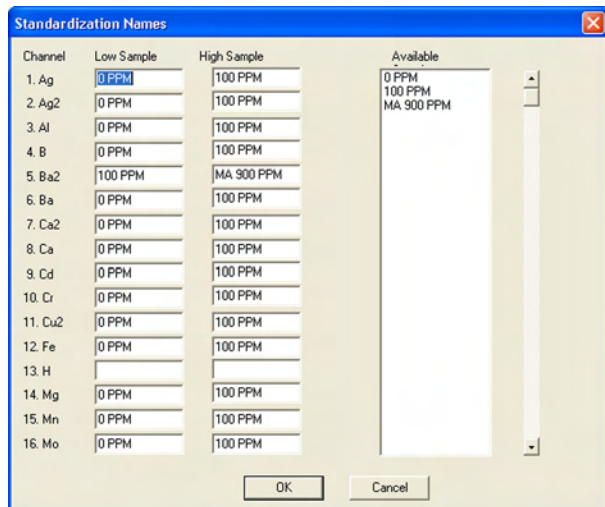 Standardization Names
Channel Low Sample High Sample Available
1. Ag 0 PPM 100 PPM 0 PPM
100 PPM
2. Ag2 0 PPM 100 PPM MA 900 PPM
3. Al 0 PPM 100 PPM
4. B 0 PPM 100 PPM
5. Ba2 100 PPM MA 900 PPM
6. Ba 0 PPM 100 PPM
7. Ca2 0 PPM 100 PPM
8. Ca 0 PPM 100 PPM
9. Cd 0 PPM 100 PPM
10. Cr 0 PPM 100 PPM
11. Cu2 0 PPM 100 PPM
12. Fe 0 PPM 100 PPM
13. H
14. Mg 0 PPM 100 PPM
15. Mn 0 PPM 100 PPM
16. Mo 0 PPM 100 PPM
OK Cancel